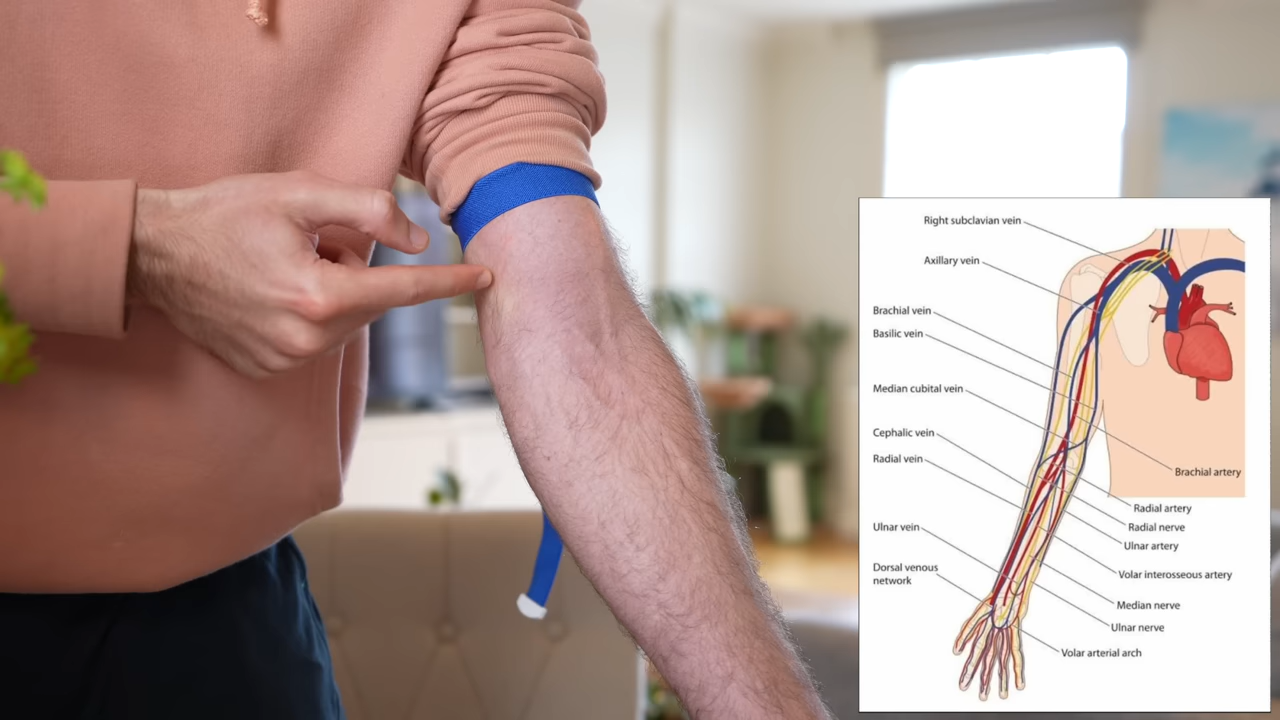 Right subclavian vein
Axillary vein
Brachial vein
Basilic vein
Median cubital vein
Cephalic vein
Radial vein
Ulnar vein
Dorsal venous
network
Brachial artery
Radial artery
Radial nerve
Ulnar artery
Volar interosseous artery
Median nerve
Ulnar nerve
Volar arterial arch